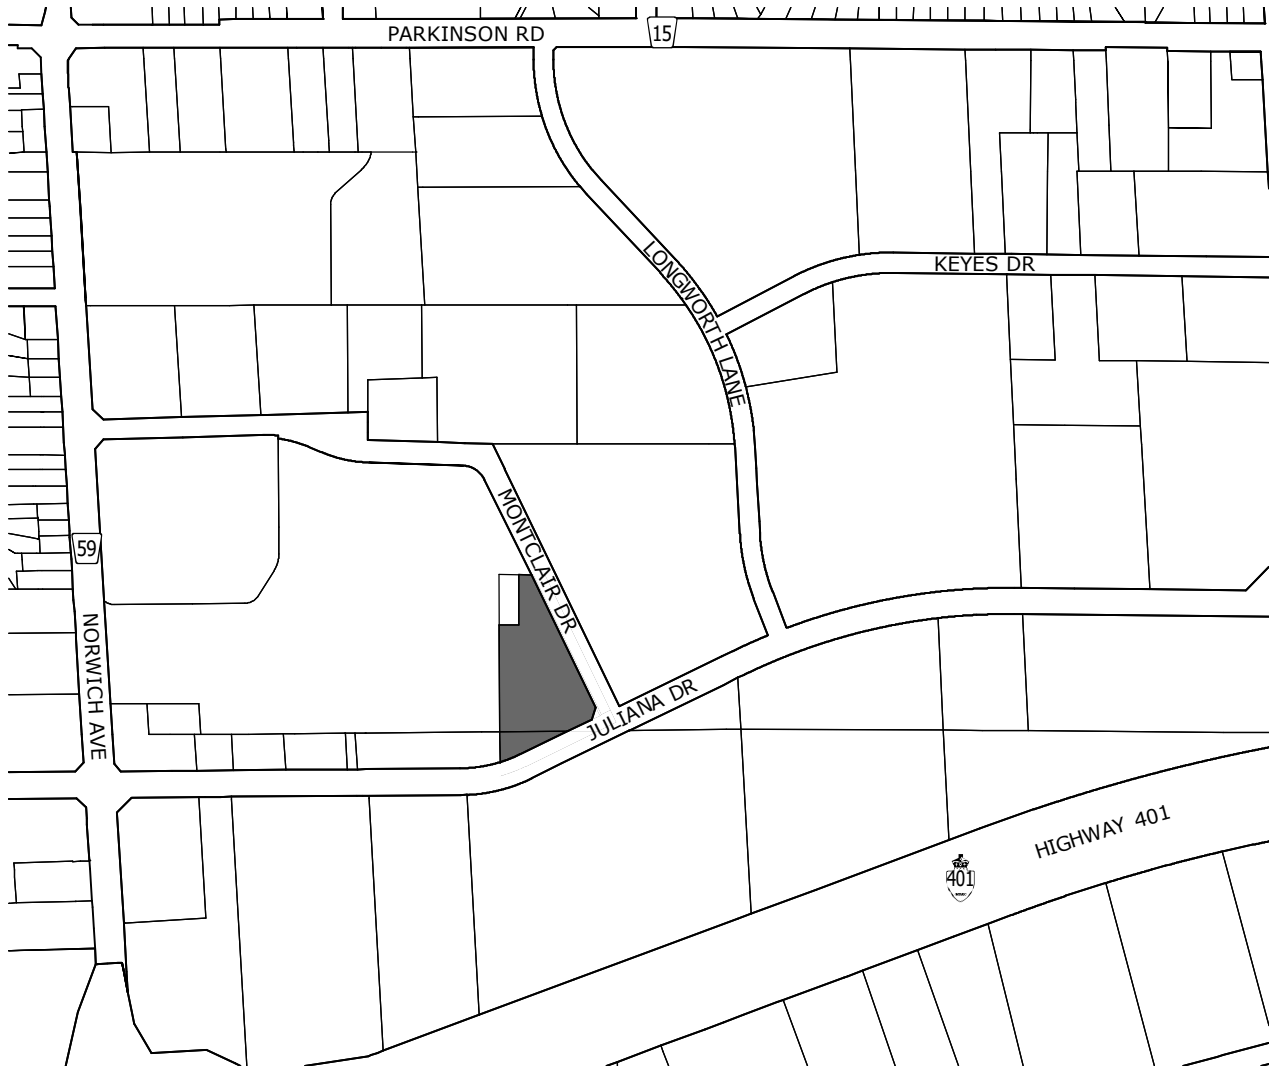 PARKINSON RD
15
LONGWORTH LANE
KEYES DR
MONTCLAIR DR
59
NORWICH AVE
JULIANA DR
HIGHWAY 401
401